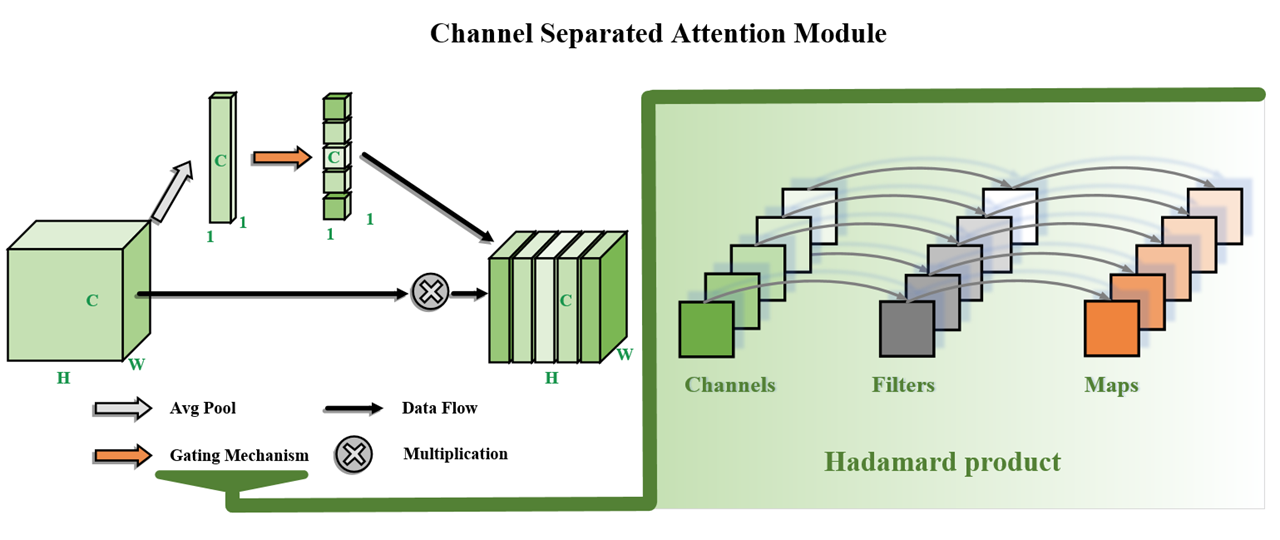 Channel Separated Attention Module
C
1
1
C
1
1
C
H
W
C
H
W
Avg Pool
Data Flow
Gating Mechanism
Multiplication
Channels
Filters
Maps
Hadamard product